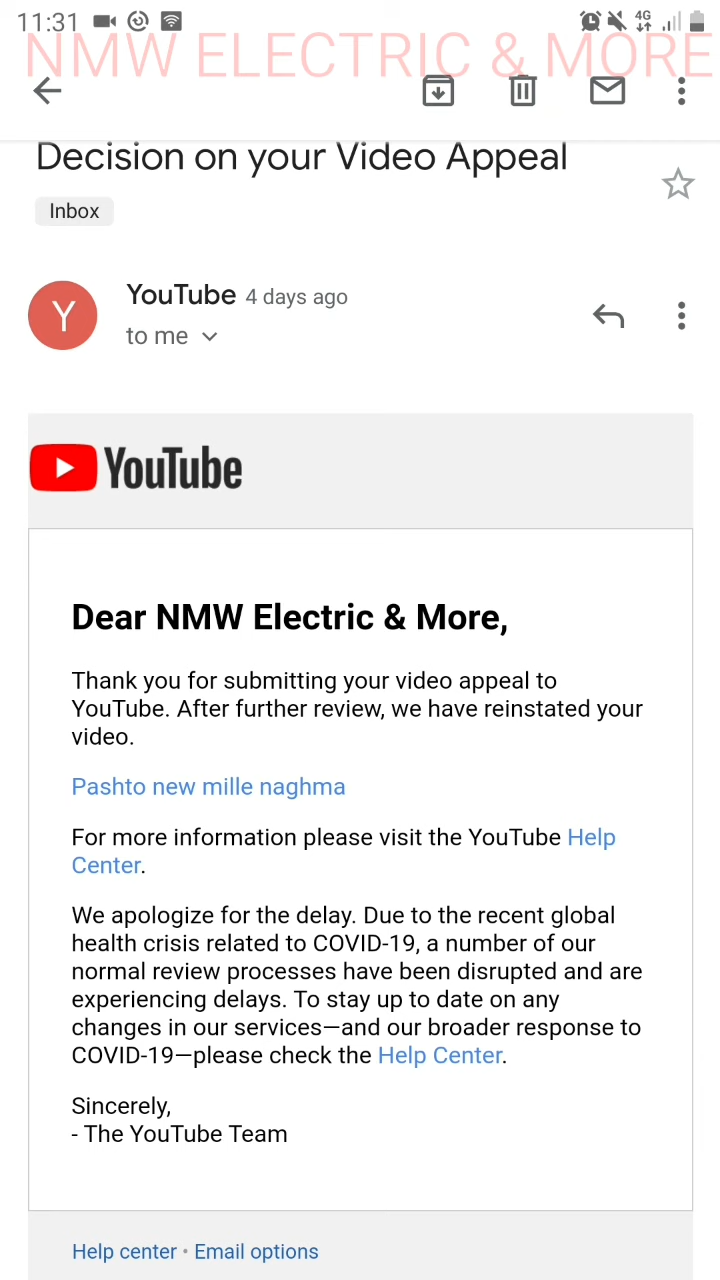 11:31
4G
NMW ELECTRIC & MORE
Decision on your Video Appeal
Inbox
Y
YouTube 4 days ago
to me
YouTube
Dear NMW Electric & More,
Thank you for submitting your video appeal to
YouTube. After further review, we have reinstated your
video.
Pashto new mille naghma
For more information please visit the YouTube Help
Center.
We apologize for the delay. Due to the recent global
health crisis related to COVID-19, a number of our
normal review processes have been disrupted and are
experiencing delays. To stay up to date on any
changes in our services—and our broader response to
COVID-19—please check the Help Center.
Sincerely,
- The YouTube Team
Help center • Email options